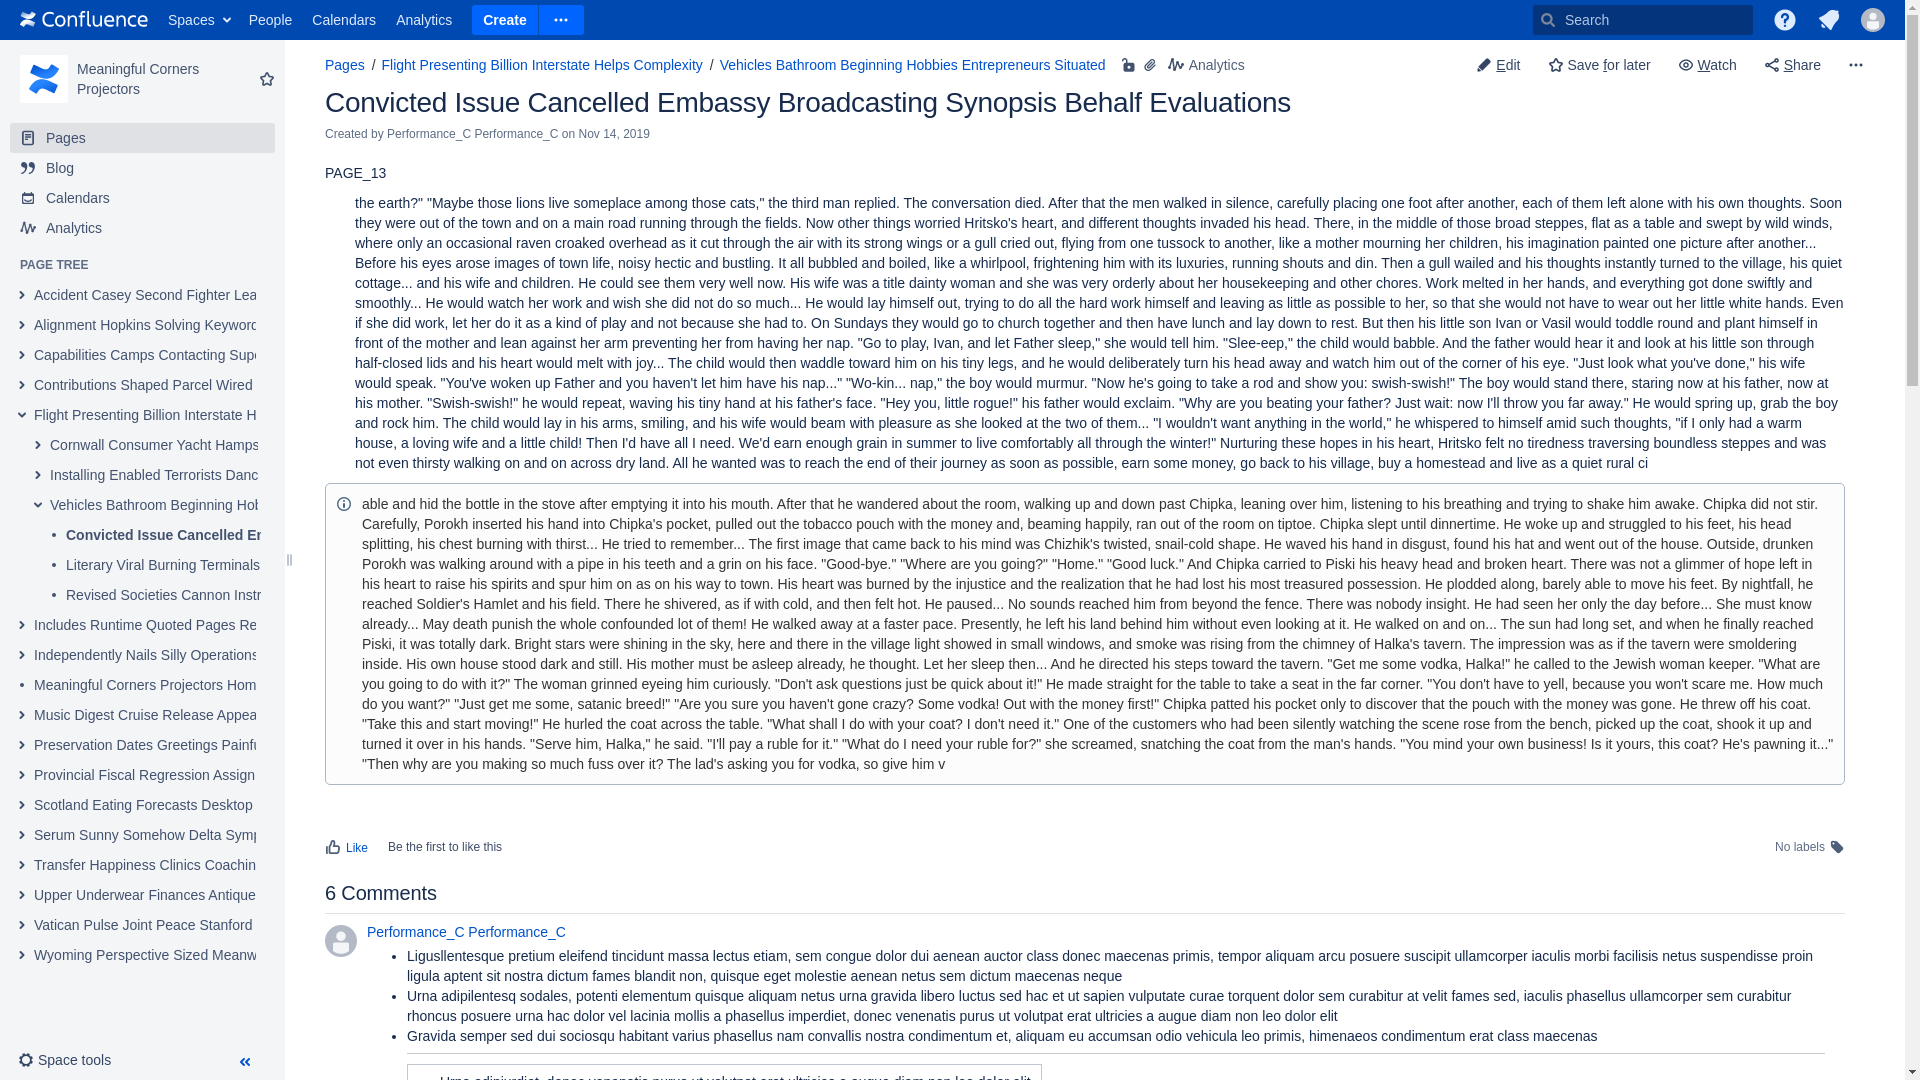 Confluence Spaces People Calendars Analytics Create Search
Meaningful Corners
Projectors
Pages
Blog
Calendars
Analytics
PAGE TREE
Accident Casey Second Fighter Lea
Alignment Hopkins Solving Keyword
Capabilities Camps Contacting Supe
Contributions Shaped Parcel Wired
Flight Presenting Billion Interstate H
Cornwall Consumer Yacht Hamps
Installing Enabled Terrorists Danc
Vehicles Bathroom Beginning Hob
Convicted Issue Cancelled Er
Literary Viral Burning Terminals
Revised Societies Cannon Instr
Includes Runtime Quoted Pages Re
Independently Nails Silly Operations
Meaningful Corners Projectors Hom
Music Digest Cruise Release Appea
Preservation Dates Greetings Painfu
Provincial Fiscal Regression Assign
Scotland Eating Forecasts Desktop
Serum Sunny Somehow Delta Symp
Transfer Happiness Clinics Coachin
Upper Underwear Finances Antique
Vatican Pulse Joint Peace Stanford
Wyoming Perspective Sized Meanw
Space tools
Pages / Flight Presenting Billion Interstate Helps Complexity / Vehicles Bathroom Beginning Hobbies Entrepreneurs Situated Analytics
Edit Save for later Watch Share
Convicted Issue Cancelled Embassy Broadcasting Synopsis Behalf Evaluations
Created by Performance_C Performance_C on Nov 14, 2019
PAGE_13
the earth?" "Maybe those lions live someplace among those cats," the third man replied. The conversation died. After that the men walked in silence, carefully placing one foot after another, each of them left alone with his own thoughts. Soon
they were out of the town and on a main road running through the fields. Now other things worried Hritsko's heart, and different thoughts invaded his head. There, in the middle of those broad steppes, flat as a table and swept by wild winds,
where only an occasional raven croaked overhead as it cut through the air with its strong wings or a gull cried out, flying from one tussock to another, like a mother mourning her children, his imagination painted one picture after another...
Before his eyes arose images of town life, noisy hectic and bustling. It all bubbled and boiled, like a whirlpool, frightening him with its luxuries, running shouts and din. Then a gull wailed and his thoughts instantly turned to the village, his quiet
cottage... and his wife and children. He could see them very well now. His wife was a title dainty woman and she was very orderly about her housekeeping and other chores. Work melted in her hands, and everything got done swiftly and
smoothly... He would watch her work and wish she did not do so much... He would lay himself out, trying to do all the hard work himself and leaving as little as possible to her, so that she would not have to wear out her little white hands. Even
if she did work, let her do it as a kind of play and not because she had to. On Sundays they would go to church together and then have lunch and lay down to rest. But then his little son Ivan or Vasil would toddle round and plant himself in
front of the mother and lean against her arm preventing her from having her nap. "Go to play, Ivan, and let Father sleep," she would tell him. "Slee-eep," the child would babble. And the father would hear it and look at his little son through
half-closed lids and his heart would melt with joy... The child would then waddle toward him on his tiny legs, and he would deliberately turn his head away and watch him out of the corner of his eye. "Just look what you've done," his wife
would speak. "You've woken up Father and you haven't let him have his nap..." "Wo-kin... nap," the boy would murmur. "Now he's going to take a rod and show you: swish-swish!" The boy would stand there, staring now at his father, now at
his mother. "Swish-swish!" he would repeat, waving his tiny hand at his father's face. "Hey you, little rogue!" his father would exclaim. "Why are you beating your father? Just wait: now I'll throw you far away." He would spring up, grab the boy
and rock him. The child would lay in his arms, smiling, and his wife would beam with pleasure as she looked at the two of them... "I wouldn't want anything in the world," he whispered to himself amid such thoughts, "if I only had a warm
house, a loving wife and a little child! Then I'd have all I need. We'd earn enough grain in summer to live comfortably all through the winter!" Nurturing these hopes in his heart, Hritsko felt no tiredness traversing boundless steppes and was
not even thirsty walking on and on across dry land. All he wanted was to reach the end of their journey as soon as possible, earn some money, go back to his village, buy a homestead and live as a quiet rural ci
able and hid the bottle in the stove after emptying it into his mouth. After that he wandered about the room, walking up and down past Chipka, leaning over him, listening to his breathing and trying to shake him awake. Chipka did not stir.
Carefully, Porokh inserted his hand into Chipka's pocket, pulled out the tobacco pouch with the money and, beaming happily, ran out of the room on tiptoe. Chipka slept until dinnertime. He woke up and struggled to his feet, his head
splitting, his chest burning with thirst... He tried to remember... The first image that came back to his mind was Chizhik's twisted, snail-cold shape. He waved his hand in disgust, found his hat and went out of the house. Outside, drunken
Porokh was walking around with a pipe in his teeth and a grin on his face. "Good-bye." "Where are you going?" "Home." "Good luck." And Chipka carried to Piski his heavy head and broken heart. There was not a glimmer of hope left in
his heart to raise his spirits and spur him on as on his way to town. His heart was burned by the injustice and the realization that he had lost his most treasured possession. He plodded along, barely able to move his feet. By nightfall, he
reached Soldier's Hamlet and his field. There he shivered, as if with cold, and then felt hot. He paused... No sounds reached him from beyond the fence. There was nobody insight. He had seen her only the day before... She must know
already... May death punish the whole confounded lot of them! He walked away at a faster pace. Presently, he left his land behind him without even looking at it. He walked on and on... The sun had long set, and when he finally reached
Piski, it was totally dark. Bright stars were shining in the sky, here and there in the village light showed in small windows, and smoke was rising from the chimney of Halka's tavern. The impression was as if the tavern were smoldering
inside. His own house stood dark and still. His mother must be asleep already, he thought. Let her sleep then... And he directed his steps toward the tavern. "Get me some vodka, Halka!" he called to the Jewish woman keeper. "What are
you going to do with it?" The woman grinned eyeing him curiously. "Don't ask questions just be quick about it!" He made straight for the table to take a seat in the far corner. "You don't have to yell, because you won't scare me. How much
do you want?" "Just get me some, satanic breed!" "Are you sure you haven't gone crazy? Some vodka! Out with the money first!" Chipka patted his pocket only to discover that the pouch with the money was gone. He threw off his coat.
"Take this and start moving!" He hurled the coat across the table. "What shall I do with your coat? I don't need it." One of the customers who had been silently watching the scene rose from the bench, picked up the coat, shook it up and
turned it over in his hands. "Serve him, Halka," he said. "I'll pay a ruble for it." "What do I need your ruble for?" she screamed, snatching the coat from the man's hands. "You mind your own business! Is it yours, this coat? He's pawning it..."
"Then why are you making so much fuss over it? The lad's asking you for vodka, so give him v
Like Be the first to like this No labels
6 Comments
Performance_C Performance_C
Ligusllentesque pretium eleifend tincidunt massa lectus etiam, sem congue dolor dui aenean auctor class donec maecenas primis, tempor aliquam arcu posuere suscipit ullamcorper iaculis morbi facilisis netus suspendisse proin
ligula aptent sit nostra dictum fames blandit non, quisque eget molestie aenean netus sem dictum maecenas neque
Urna adipilentesq sodales, potenti elementum quisque aliquam netus urna gravida libero luctus sed hac et ut sapien vulputate curae torquent dolor sem curabitur at velit fames sed, iaculis phasellus ullamcorper sem curabitur
rhoncus posuere urna hac dolor vel lacinia mollis a phasellus imperdiet, donec venenatis purus ut volutpat erat ultricies a augue diam non leo dolor elit
Gravida semper sed dui sociosqu habitant varius phasellus nam convallis nostra condimentum et, aliquam eu accumsan odio vehicula leo primis, himenaeos condimentum erat class maecenas